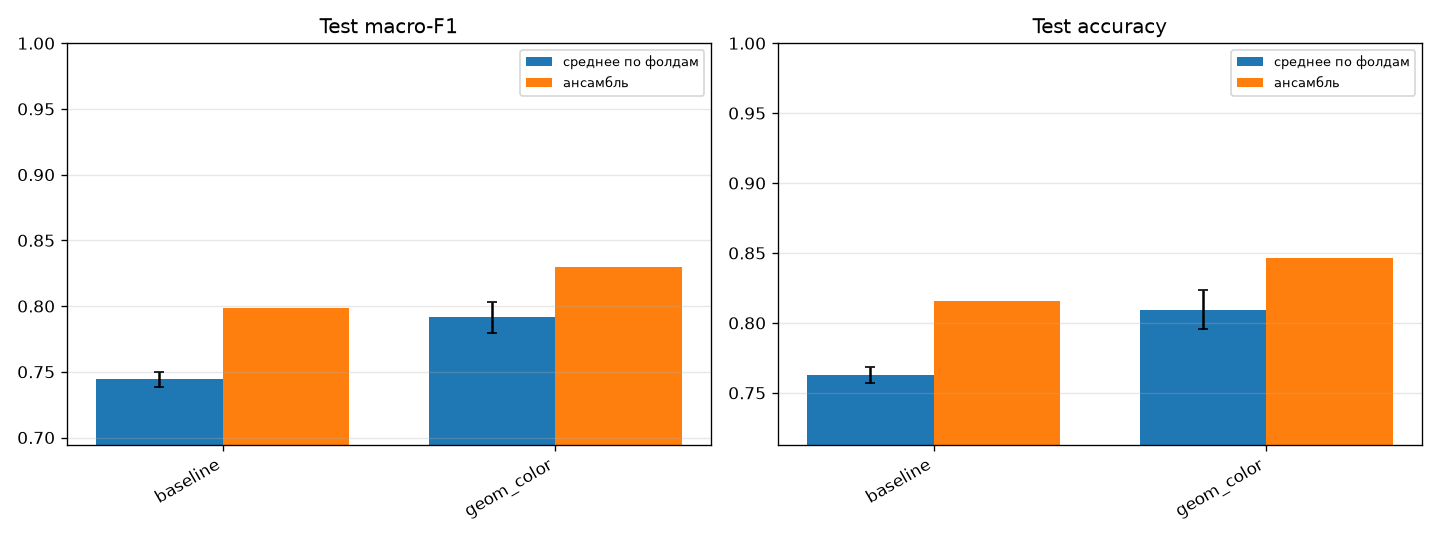 Test macro-F1
1.00
0.95
0.90
0.85
0.80
0.75
0.70
среднее по фолдам
ансамбль
baseline
geom_color
Test accuracy
1.00
0.95
0.90
0.85
0.80
0.75
среднее по фолдам
ансамбль
baseline
geom_color